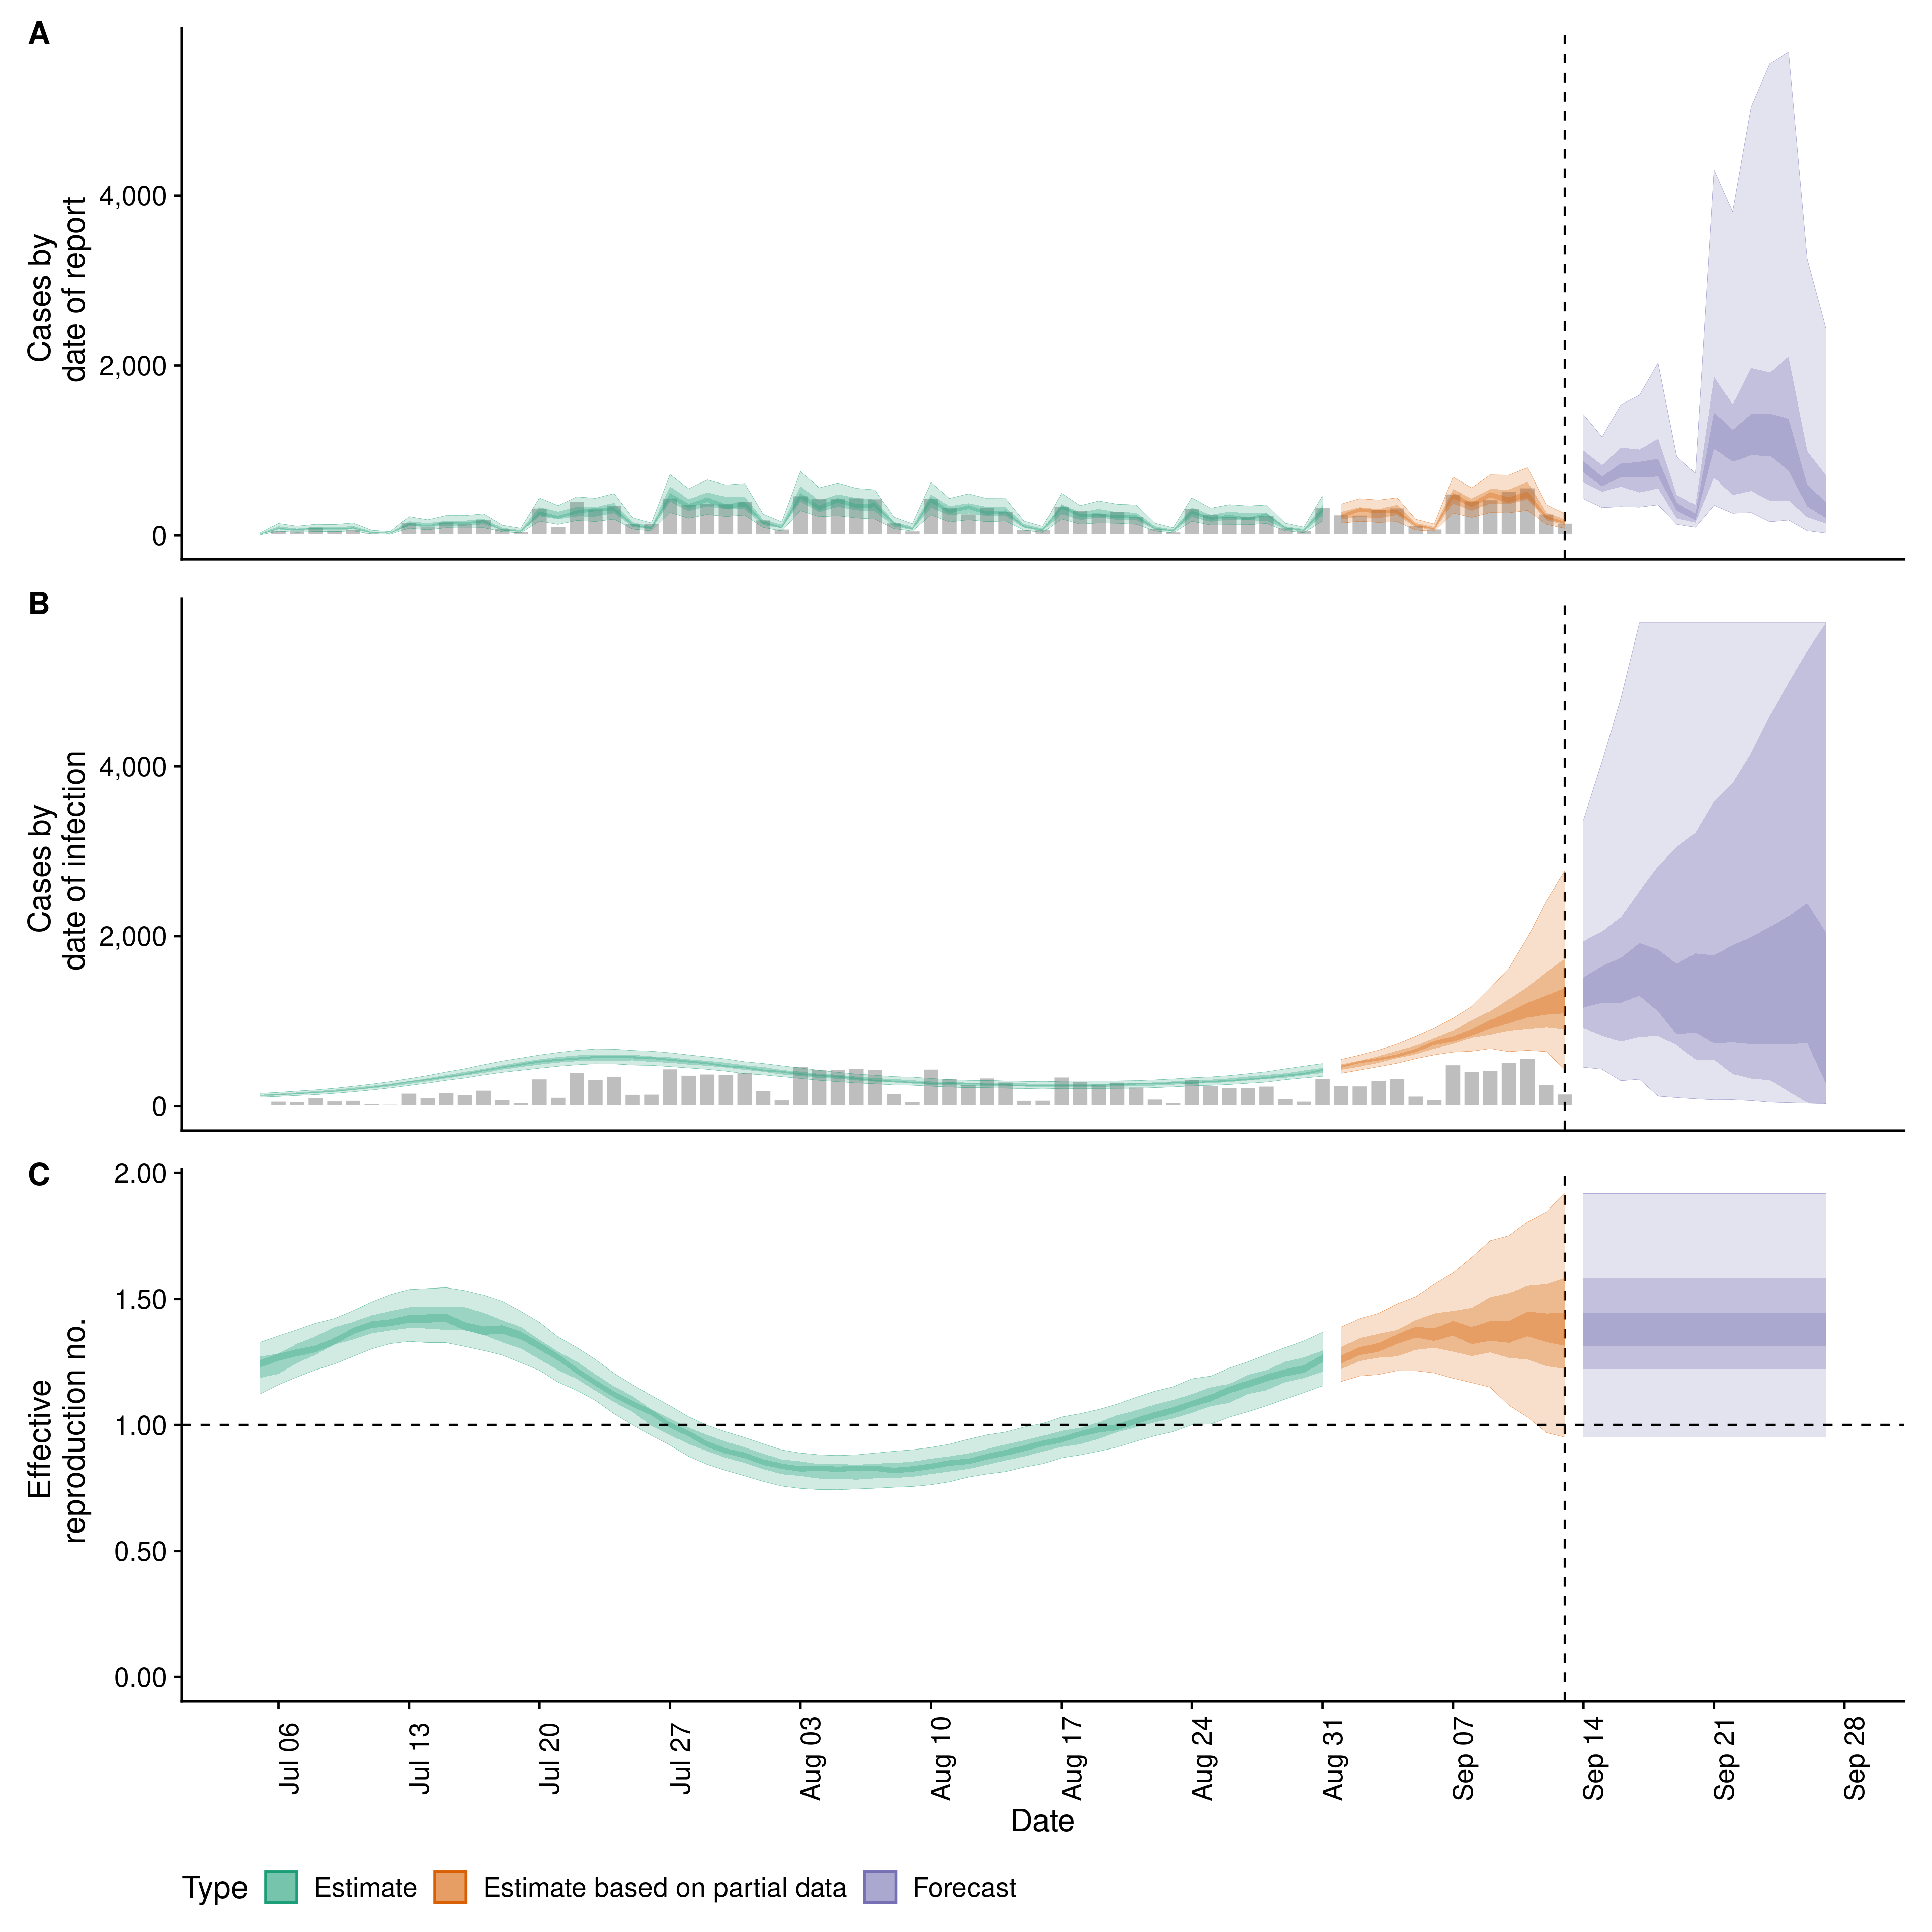 A
Cases by
date of report
4,000
2,000
0
B
Cases by
date of infection
4,000
2,000
0
C
Effective
reproduction no.
2.00
1.50
1.00
0.50
0.00
Jul 06
Jul 13
Jul 20
Jul 27
Aug 03
Aug 10
Aug 17
Aug 24
Aug 31
Sep 07
Sep 14
Sep 21
Sep 28
Date
Type Estimate Estimate based on partial data Forecast